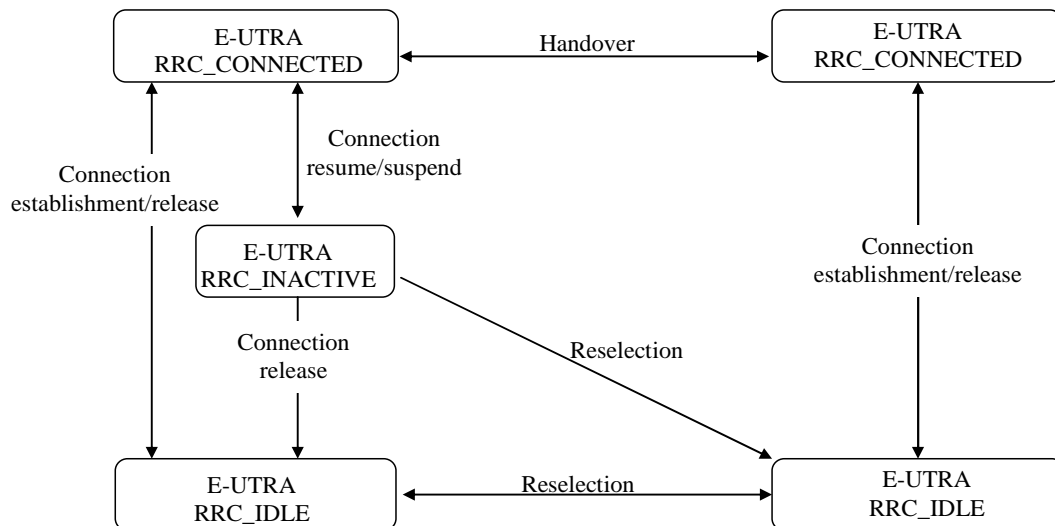 E-UTRA
RRC_CONNECTED
Handover
E-UTRA
RRC_CONNECTED
Connection
resume/suspend
Connection
establishment/release
E-UTRA
RRC_INACTIVE
Connection
establishment/release
Connection
release
Reselection
E-UTRA
RRC_IDLE
Reselection
E-UTRA
RRC_IDLE